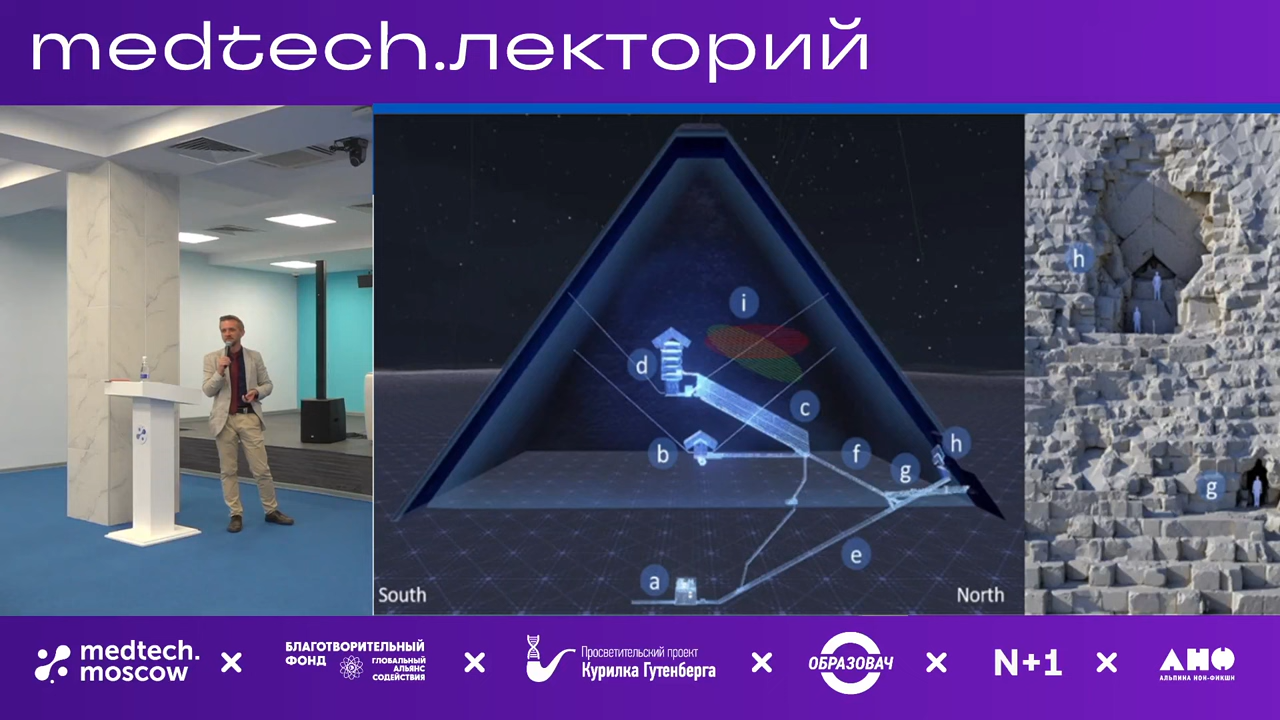 medtech.лекторий
i
h
d
c
b
f
g
h
e
a
g
South
North
medtech.
moscow
БЛАГОТВОРИТЕЛЬНЫЙ
ФОНД
ГЛОБАЛЬНЫЙ
АЛЬЯНС
СОДЕЙСТВИЯ
Просветительский проект
Курилка Гутенберга
ОБРАЗОВАЧ
N+1
АНФ
АЛЬПИНА НОН-ФИКШН